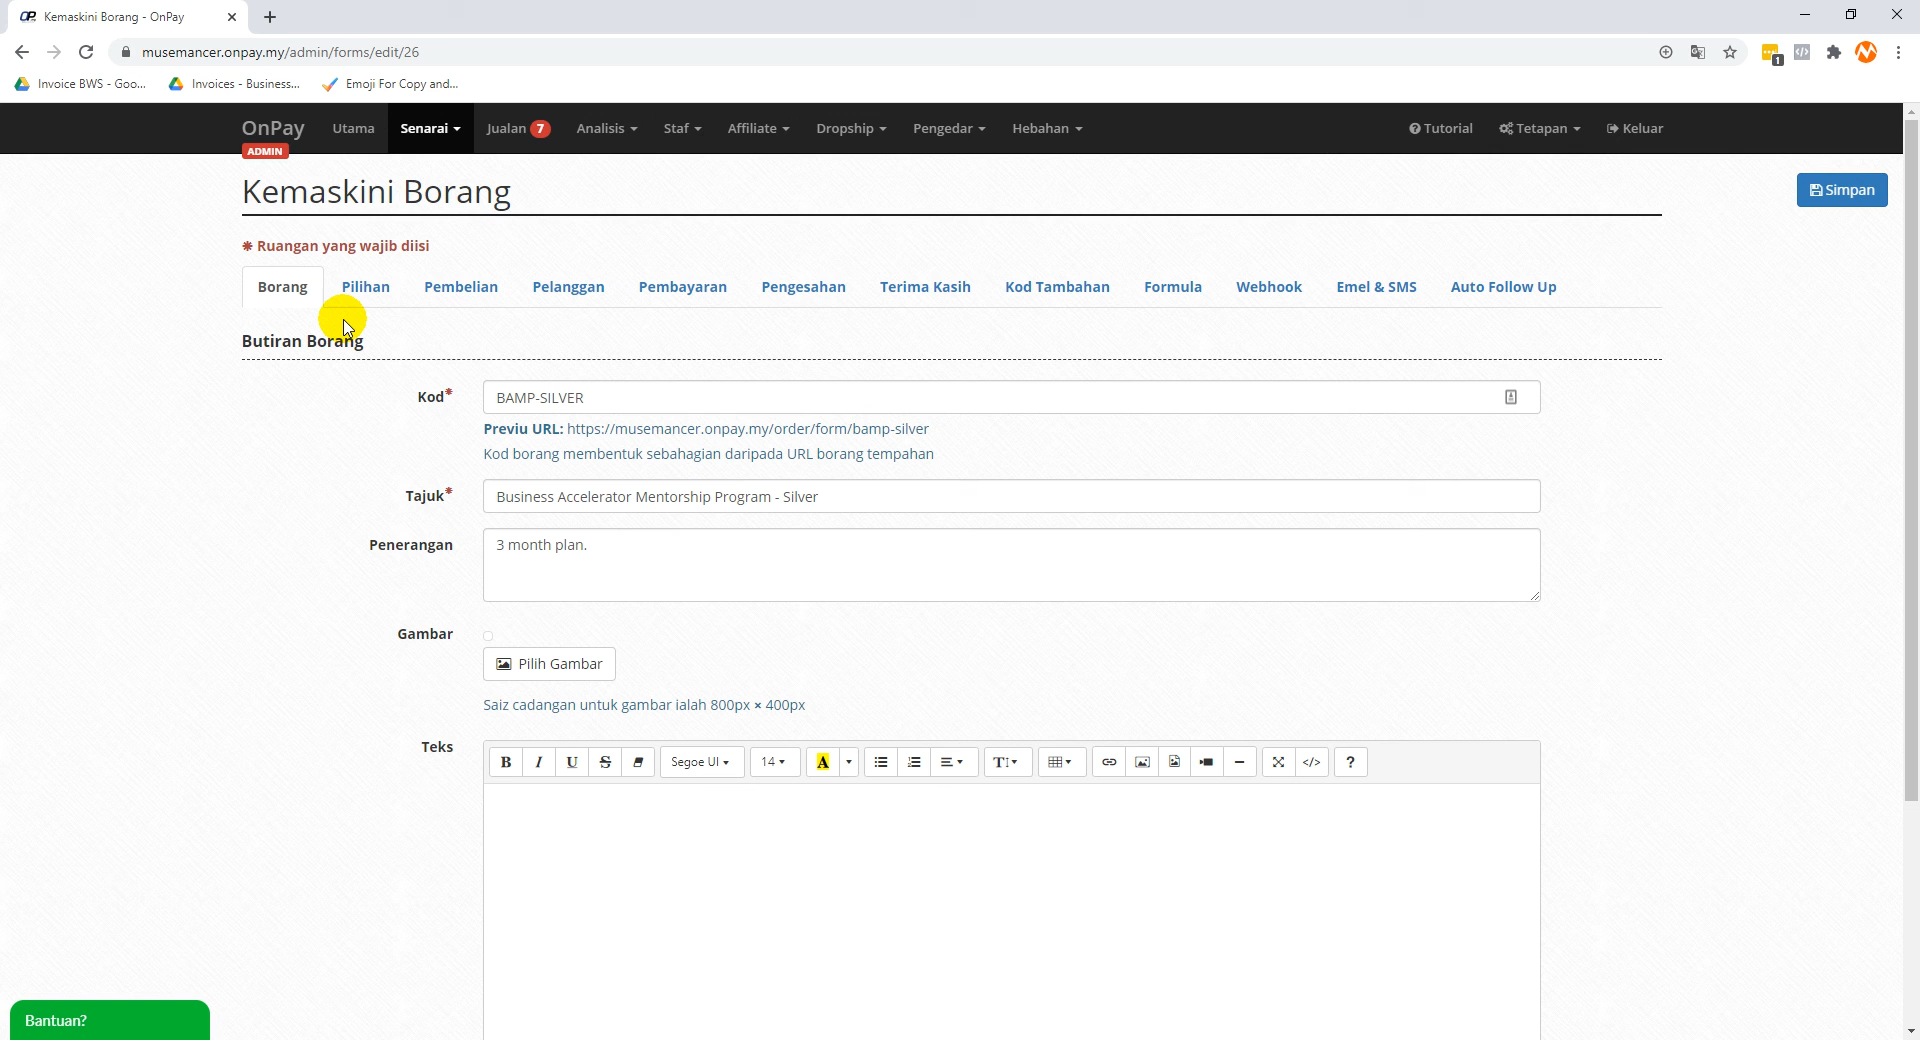 Kemaskini Borang - OnPay
musemancer.onpay.my/admin/forms/edit/26
1
Invoice BWS - Goo... Invoices - Business... Emoji For Copy and...
OnPay Utama Senarai Jualan 7 Analisis Staf Affiliate Dropship Pengedar Hebahan Tutorial Tetapan Keluar
ADMIN
Kemaskini Borang
Simpan
* Ruangan yang wajib diisi
Borang Pilihan Pembelian Pelanggan Pembayaran Pengesahan Terima Kasih Kod Tambahan Formula Webhook Emel & SMS Auto Follow Up
Butiran Borang
Kod* BAMP-SILVER
Previu URL: https://musemancer.onpay.my/order/form/bamp-silver
Kod borang membentuk sebahagian daripada URL borang tempahan
Tajuk* Business Accelerator Mentorship Program - Silver
Penerangan 3 month plan.
Gambar
Pilih Gambar
Saiz cadangan untuk gambar ialah 800px × 400px
Teks
B I U S Segoe UI 14 A T </> ?
Bantuan?